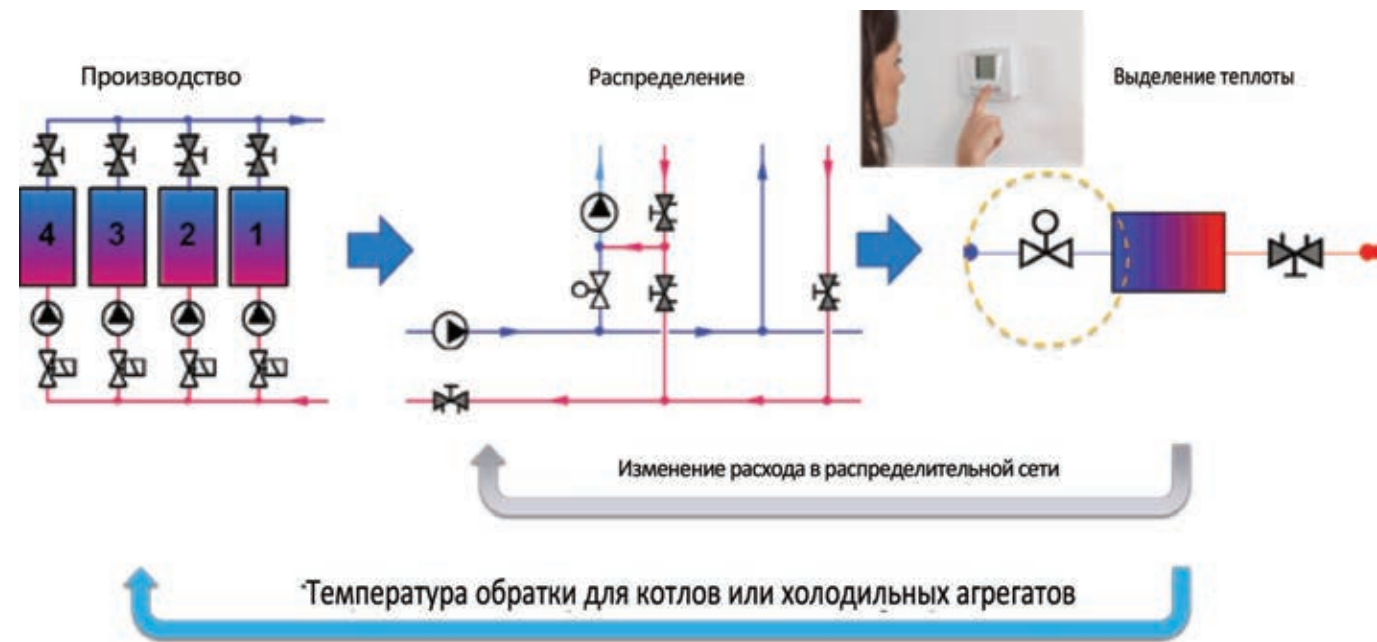 Производство
Распределение
Выделение теплоты
4 3 2 1
Изменение расхода в распределительной сети
Температура обратки для котлов или холодильных агрегатов